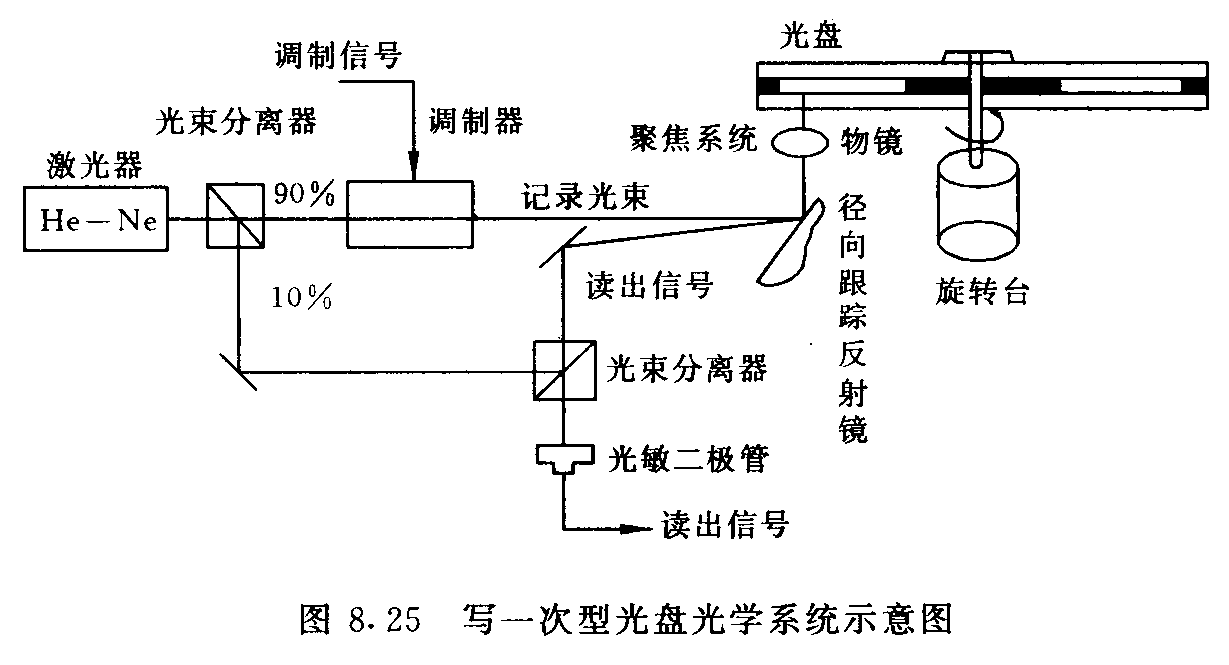 光盘
调制信号
光束分离器
调制器
聚焦系统
物镜
激光器
He－Ne
90%
记录光束
径向跟踪反射镜
10%
读出信号
旋转台
光束分离器
光敏二极管
读出信号
图 8.25 写一次型光盘光学系统示意图